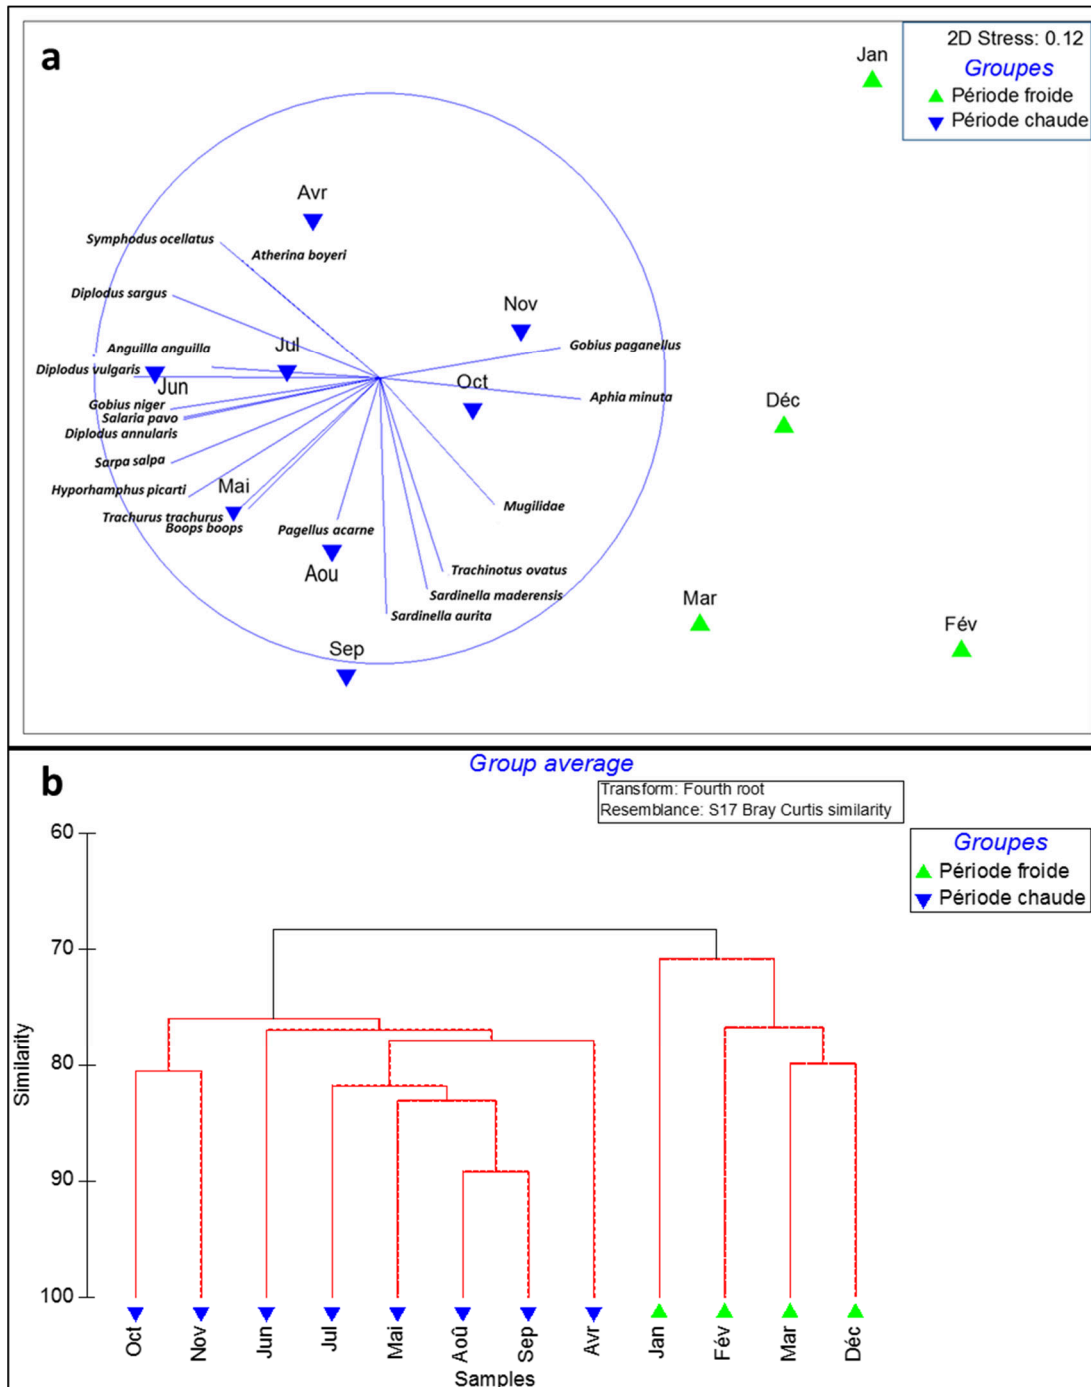 a
2D Stress: 0.12
Groupes
Période froide
Période chaude
Jan
Avr
Symphodus ocellatus
Atherina boyeri
Diplodus sargus
Nov
Gobius paganellus
Anguilla anguilla
Jul
Diplodus vulgaris
Jun
Oct
Aphia minuta
Gobius niger
Salaria pavo
Diplodus annularis
Déc
Sarpa salpa
Hyporhamphus picarti
Mai
Mugilidae
Trachurus trachurus
Boops boops
Pagellus acarne
Aou
Trachinotus ovatus
Sardinella maderensis
Sardinella aurita
Mar
Fév
Sep
b
Group average
Transform: Fourth root
Resemblance: S17 Bray Curtis similarity
Groupes
Période froide
Période chaude
Similarity
60
70
80
90
100
Oct
Nov
Jun
Jul
Mai
Aoû
Sep
Avr
Jan
Fév
Mar
Déc
Samples